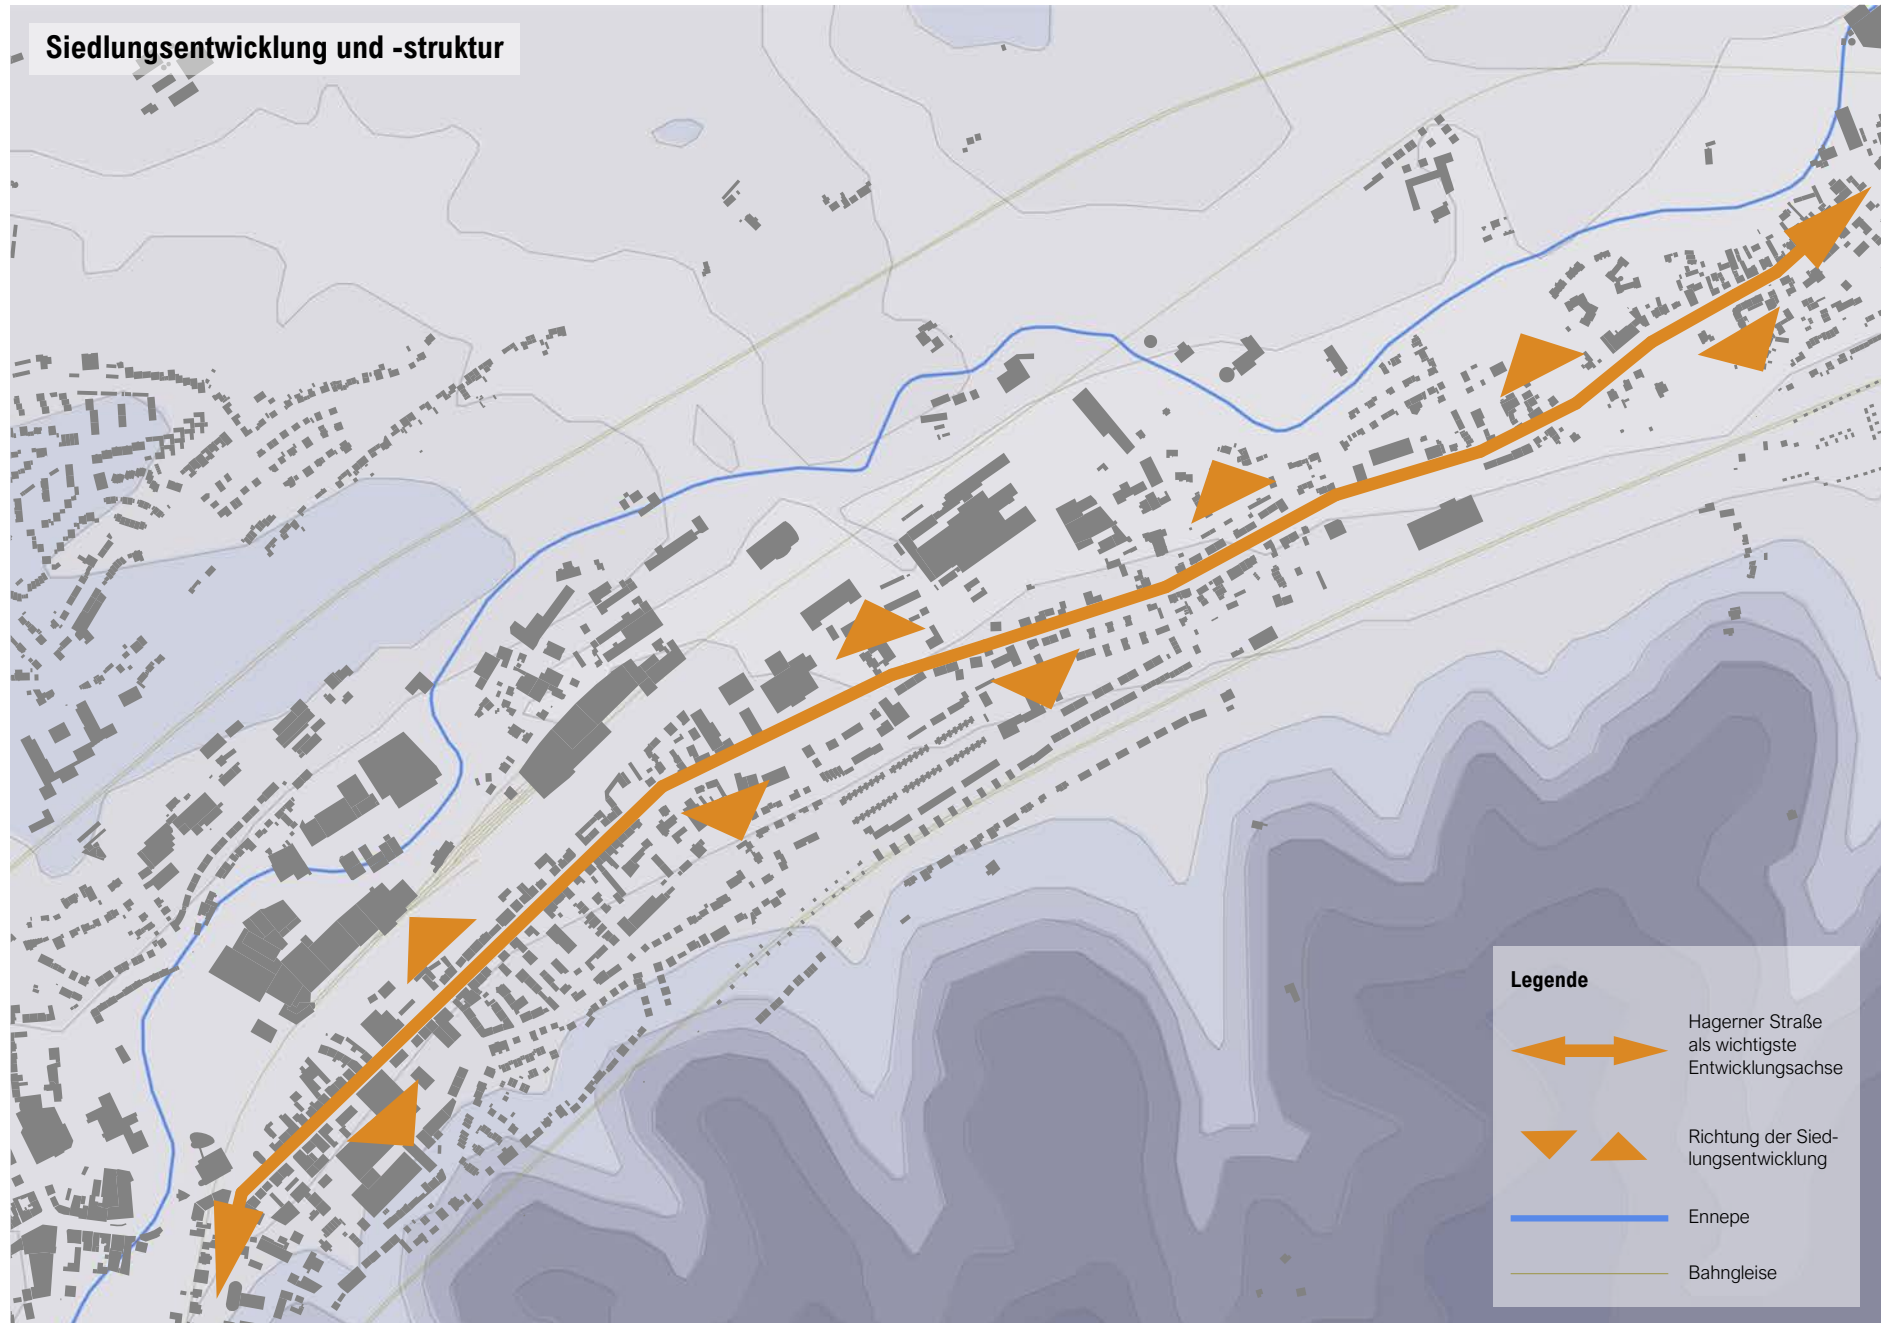 Siedlungsentwicklung und -struktur
Legende
Hagerner Straße
als wichtigste
Entwicklungsachse
Richtung der Sied-
lungsentwicklung
Ennepe
Bahngleise